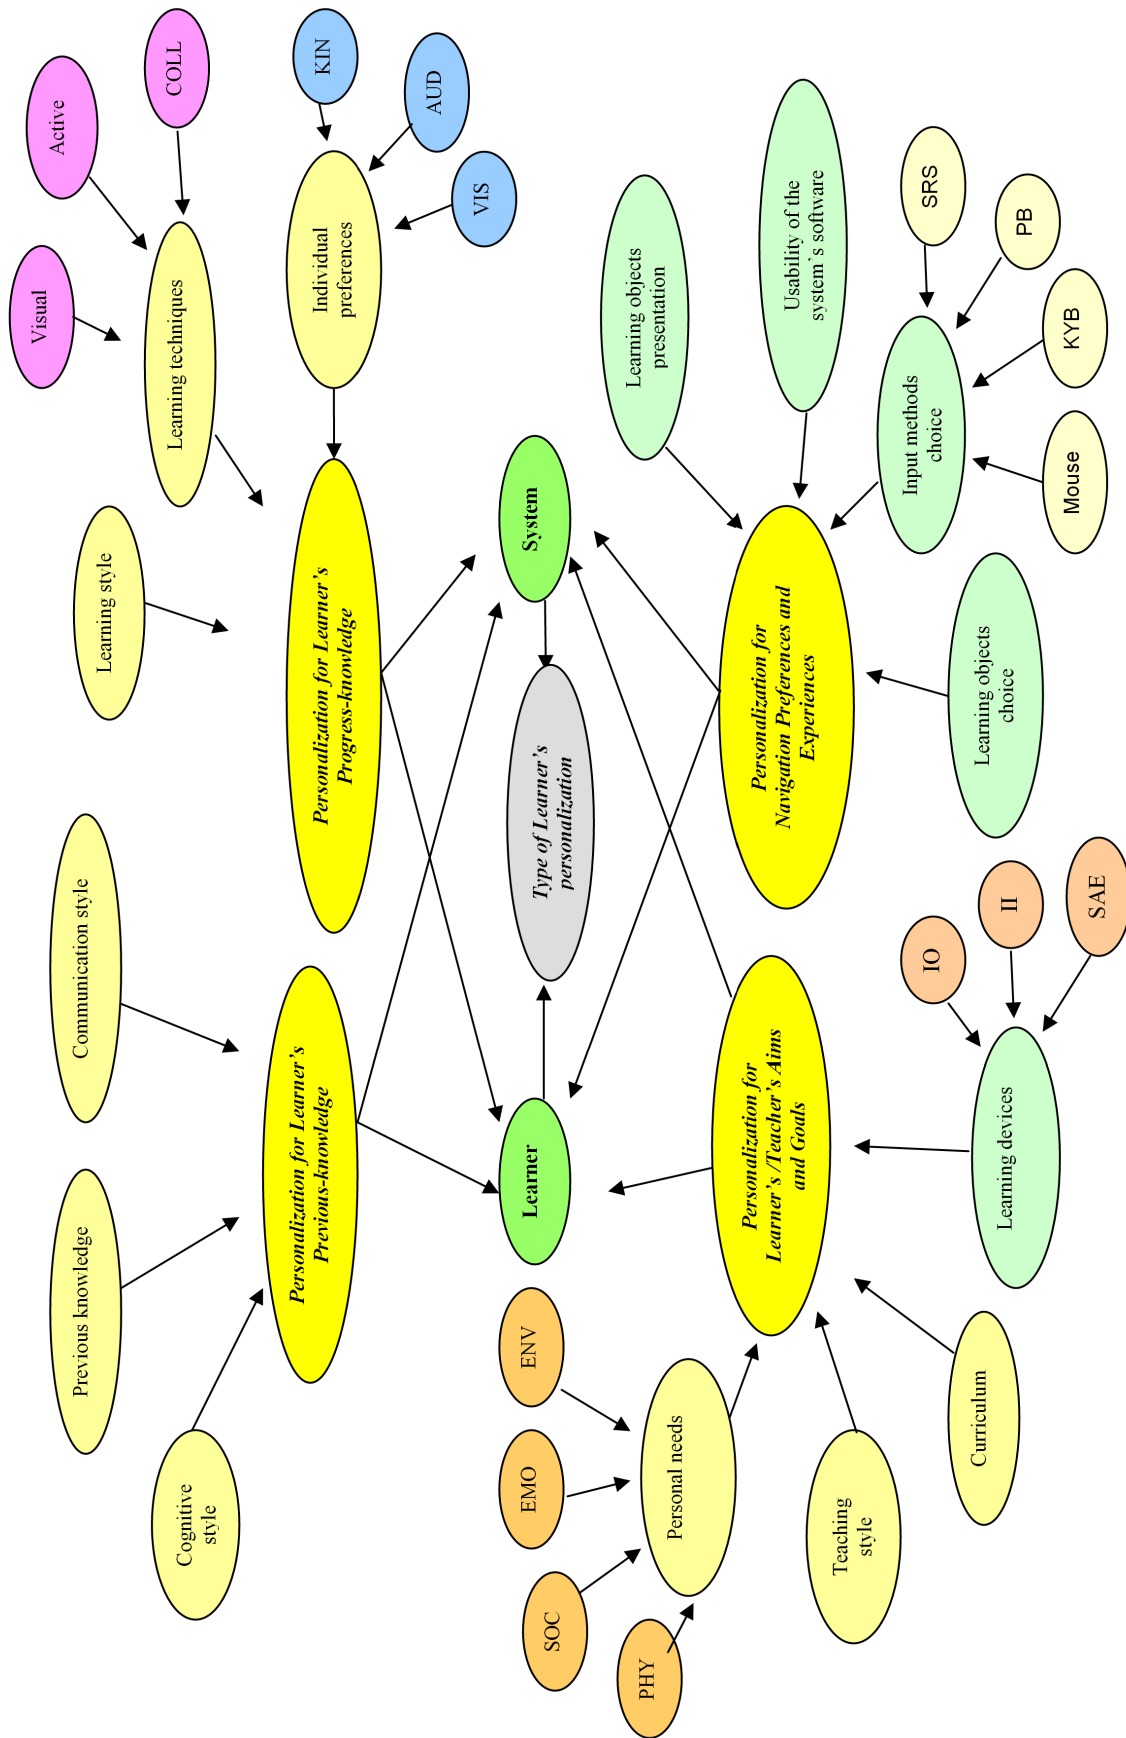 Previous knowledge
Communication style
Learning style
Visual
Active
COLL
Cognitive
style
Learning techniques
Personalization for Learner's
Previous-knowledge
Personalization for Learner's
Progress-knowledge
Individual
preferences
KIN
AUD
VIS
PHY
SOC
EMO
ENV
Learner
Type of Learner's
personalization
System
Personal needs
Personalization for
Learner's /Teacher's Aims
and Goals
Personalization for
Navigation Preferences and
Experiences
Learning objects
presentation
Usability of the
system's software
Teaching
style
Curriculum
Learning devices
IO
II
SAE
Learning objects
choice
Input methods
choice
SRS
PB
KYB
Mouse